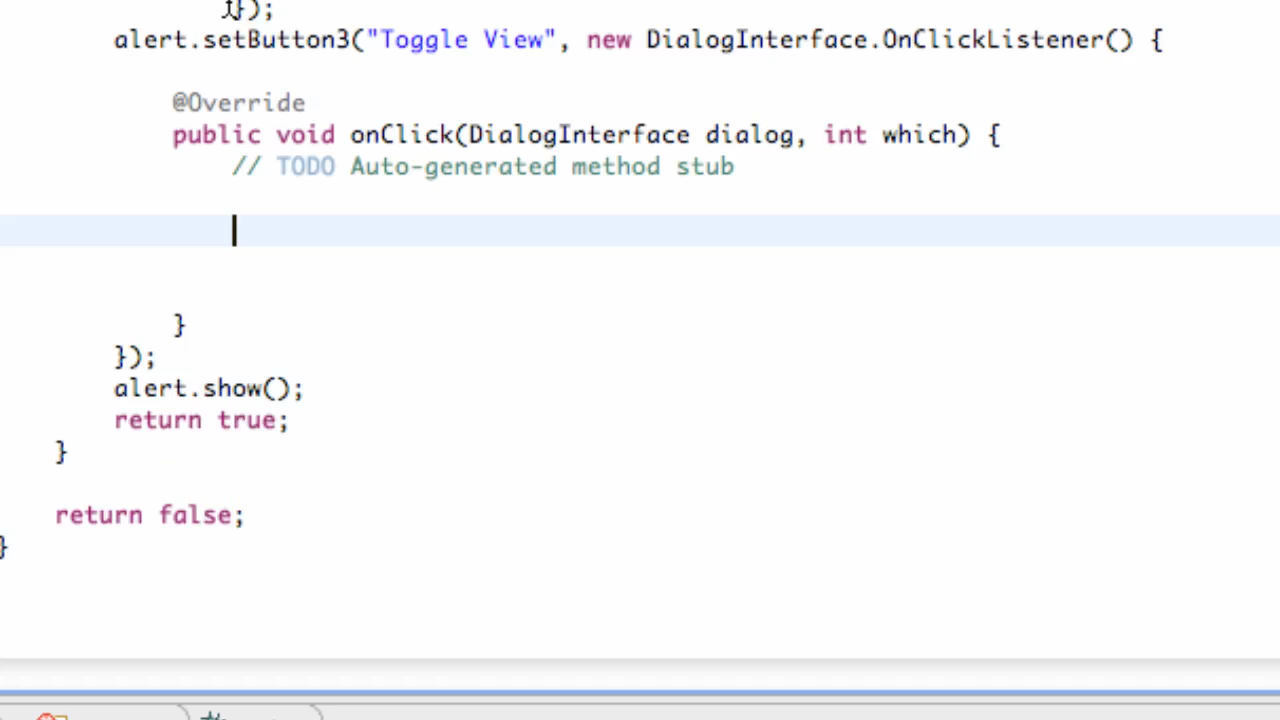 });
alert.setButton3("Toggle View", new DialogInterface.OnClickListener() {
@Override
public void onClick(DialogInterface dialog, int which) {
// TODO Auto-generated method stub
}
});
alert.show();
return true;
}
return false;
}